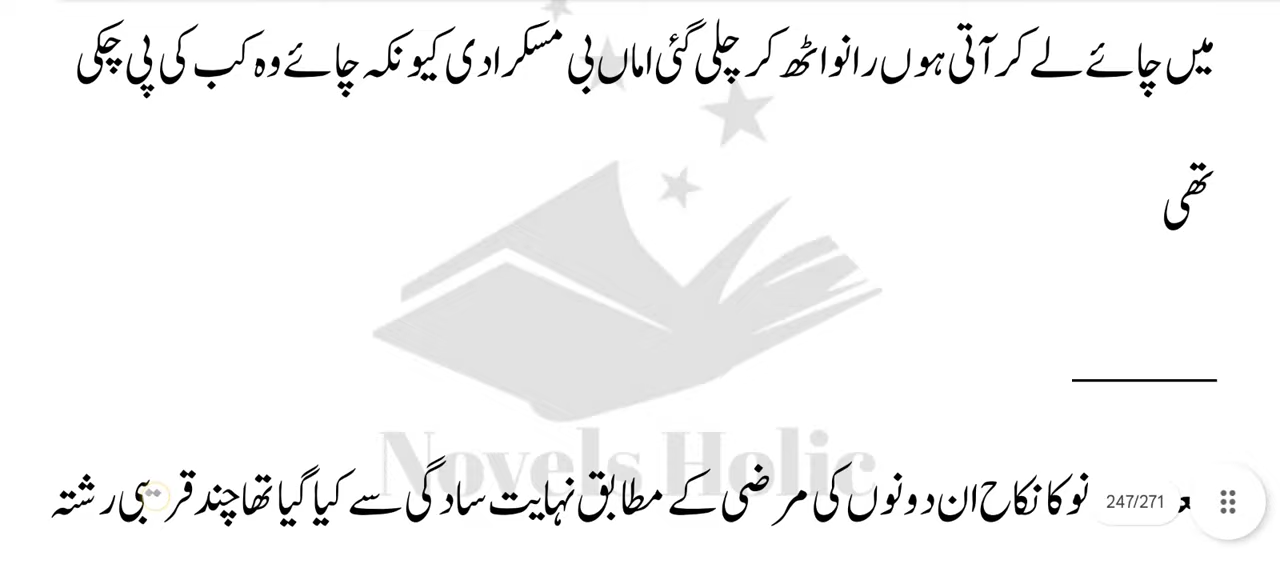 میں چائے لے کر آتی ہوں رانو اٹھ کر چلی گئی اماں بی مسکرا دی کیونکہ چائے وہ کب کی پی چکی
تھی
نو کا نکاح ان دونوں کی مرضی کے مطابق نہایت سادگی سے کیا گیا تھا چند قریبی رشتہ
247/271
Novels Holic